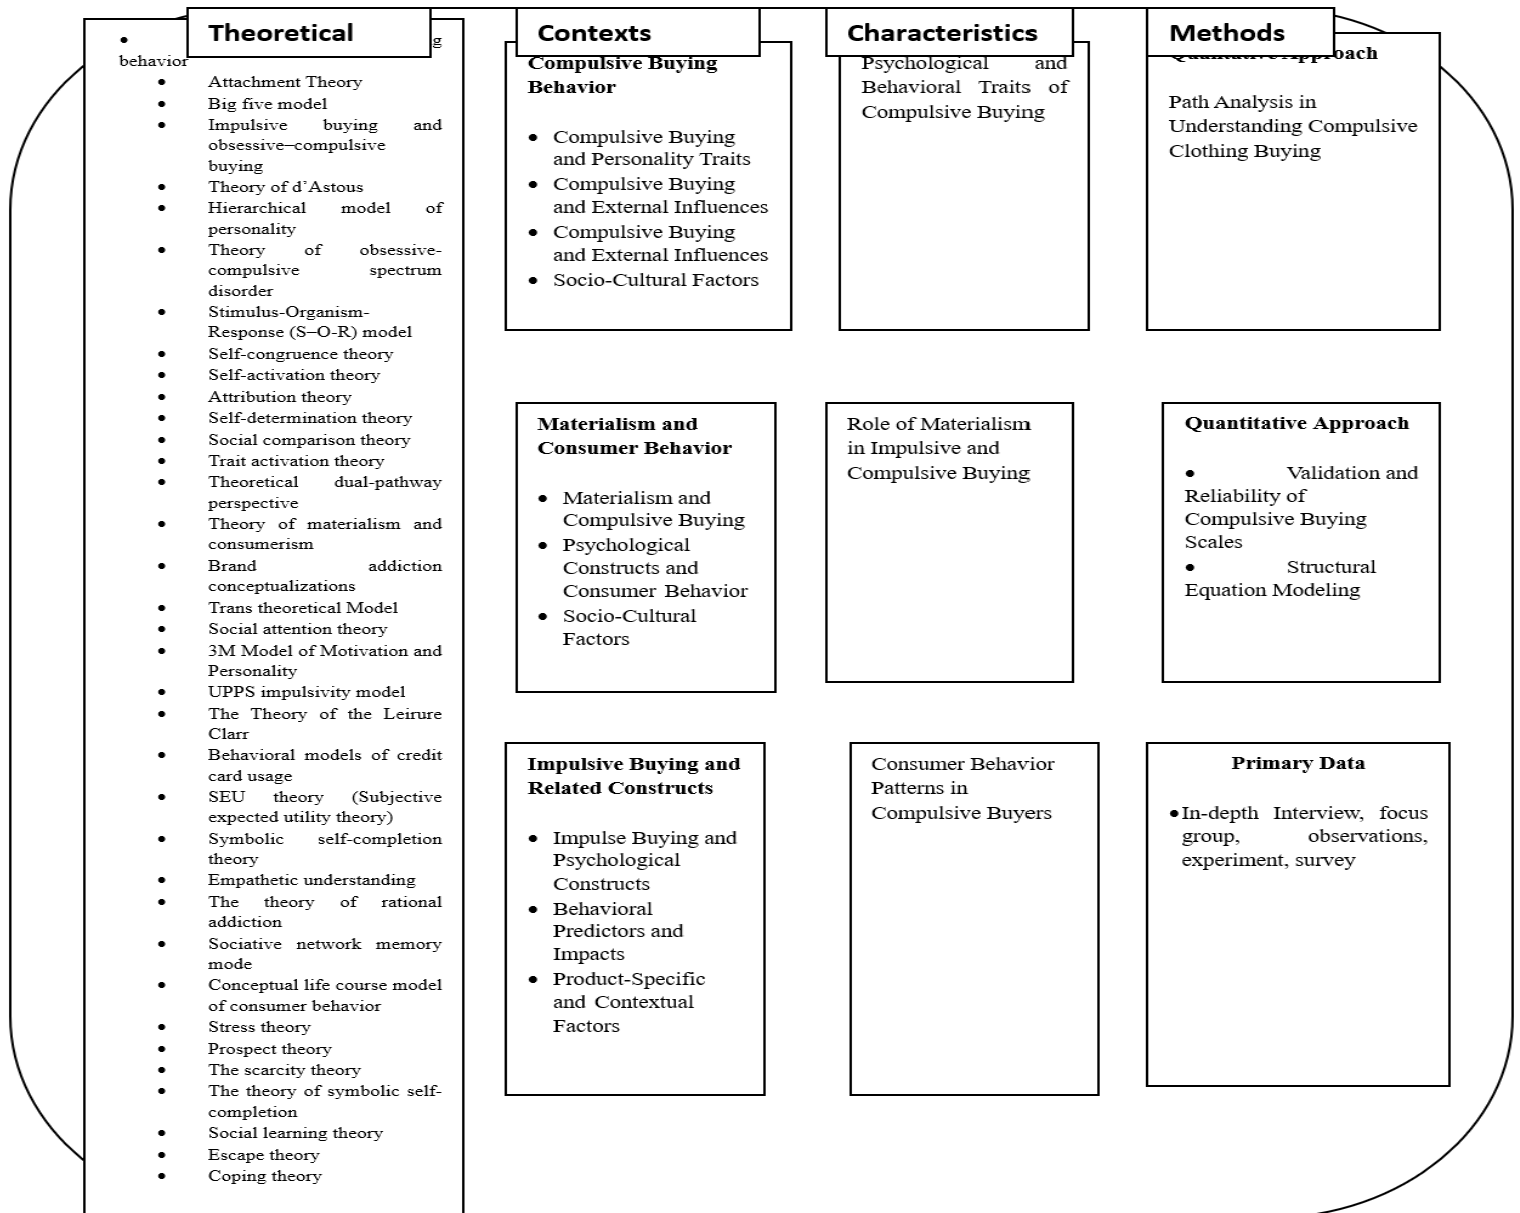 Theoretical
g
behavior
Attachment Theory
Big five model
Impulsive buying and
obsessive–compulsive
buying
Theory of d'Astous
Hierarchical model of
personality
Theory of obsessive-
compulsive spectrum
disorder
Stimulus-Organism-
Response (S–O-R) model
Self-congruence theory
Self-activation theory
Attribution theory
Self-determination theory
Social comparison theory
Trait activation theory
Theoretical dual-pathway
perspective
Theory of materialism and
consumerism
Brand addiction
conceptualizations
Trans theoretical Model
Social attention theory
3M Model of Motivation and
Personality
UPPS impulsivity model
The Theory of the Leirure
Clarr
Behavioral models of credit
card usage
SEU theory (Subjective
expected utility theory)
Symbolic self-completion
theory
Empathetic understanding
The theory of rational
addiction
Sociative network memory
mode
Conceptual life course model
of consumer behavior
Stress theory
Prospect theory
The scarcity theory
The theory of symbolic self-
completion
Social learning theory
Escape theory
Coping theory
Contexts
Compulsive Buying
Behavior
Compulsive Buying
and Personality Traits
Compulsive Buying
and External Influences
Compulsive Buying
and External Influences
Socio-Cultural Factors
Materialism and
Consumer Behavior
Materialism and
Compulsive Buying
Psychological
Constructs and
Consumer Behavior
Socio-Cultural
Factors
Impulsive Buying and
Related Constructs
Impulse Buying and
Psychological
Constructs
Behavioral
Predictors and
Impacts
Product-Specific
and Contextual
Factors
Characteristics
Psychological and
Behavioral Traits of
Compulsive Buying
Role of Materialism
in Impulsive and
Compulsive Buying
Consumer Behavior
Patterns in
Compulsive Buyers
Methods
Approach
Path Analysis in
Understanding Compulsive
Clothing Buying
Quantitative Approach
Validation and
Reliability of
Compulsive Buying
Scales
Structural
Equation Modeling
Primary Data
In-depth Interview, focus
group, observations,
experiment, survey